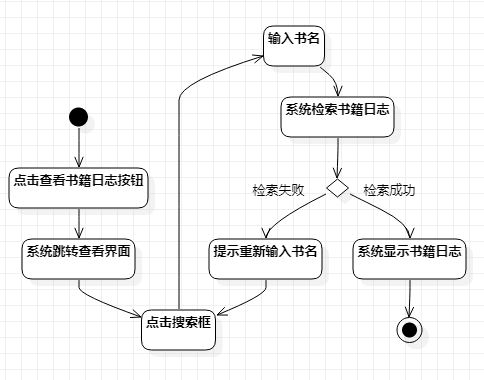 输入书名
系统检索书籍日志
点击查看书籍日志按钮
检索失败
检索成功
系统跳转查看界面
提示重新输入书名
系统显示书籍日志
点击搜索框